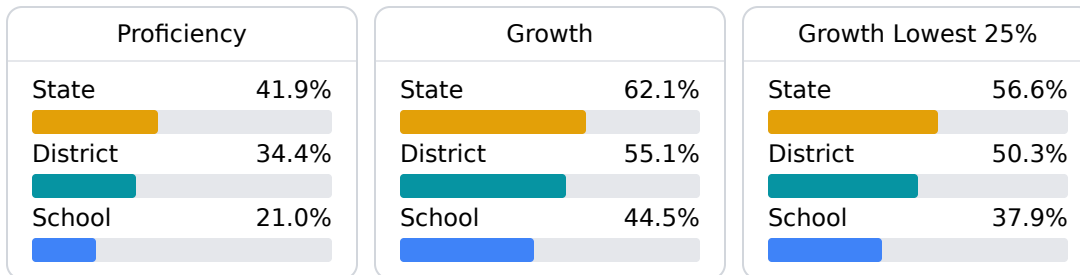 Proficiency
State 41.9%
District 34.4%
School 21.0%
Growth
State 62.1%
District 55.1%
School 44.5%
Growth Lowest 25%
State 56.6%
District 50.3%
School 37.9%